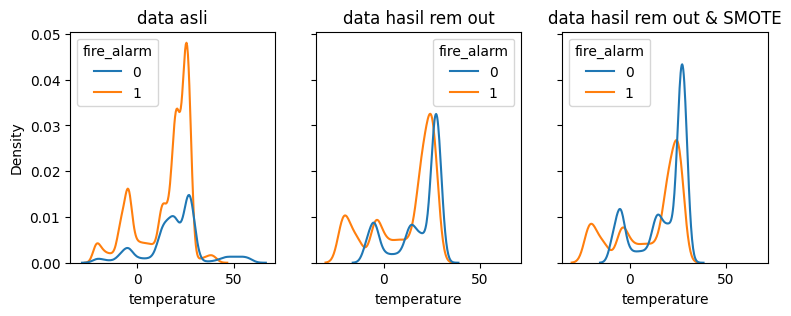 data asli
data hasil rem out
data hasil rem out & SMOTE
Density
0.05
0.04
0.03
0.02
0.01
0.00
fire_alarm
0
1
0
50
temperature
fire_alarm
0
1
0
50
temperature
fire_alarm
0
1
0
50
temperature